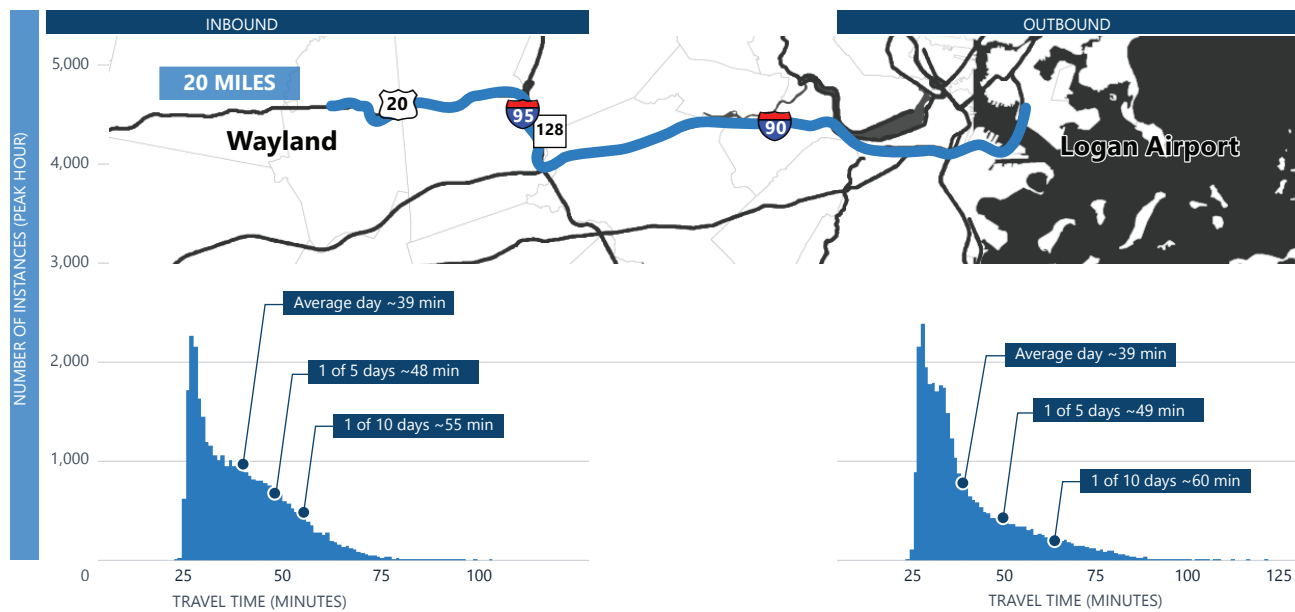 INBOUND
OUTBOUND
NUMBER OF INSTANCES (PEAK HOUR)
5,000
4,000
3,000
2,000
1,000
0
20 MILES
Wayland
20
95
128
90
Logan Airport
Average day ~39 min
1 of 5 days ~48 min
1 of 10 days ~55 min
25
50
75
100
TRAVEL TIME (MINUTES)
Average day ~39 min
1 of 5 days ~49 min
1 of 10 days ~60 min
25
50
75
100
125
TRAVEL TIME (MINUTES)